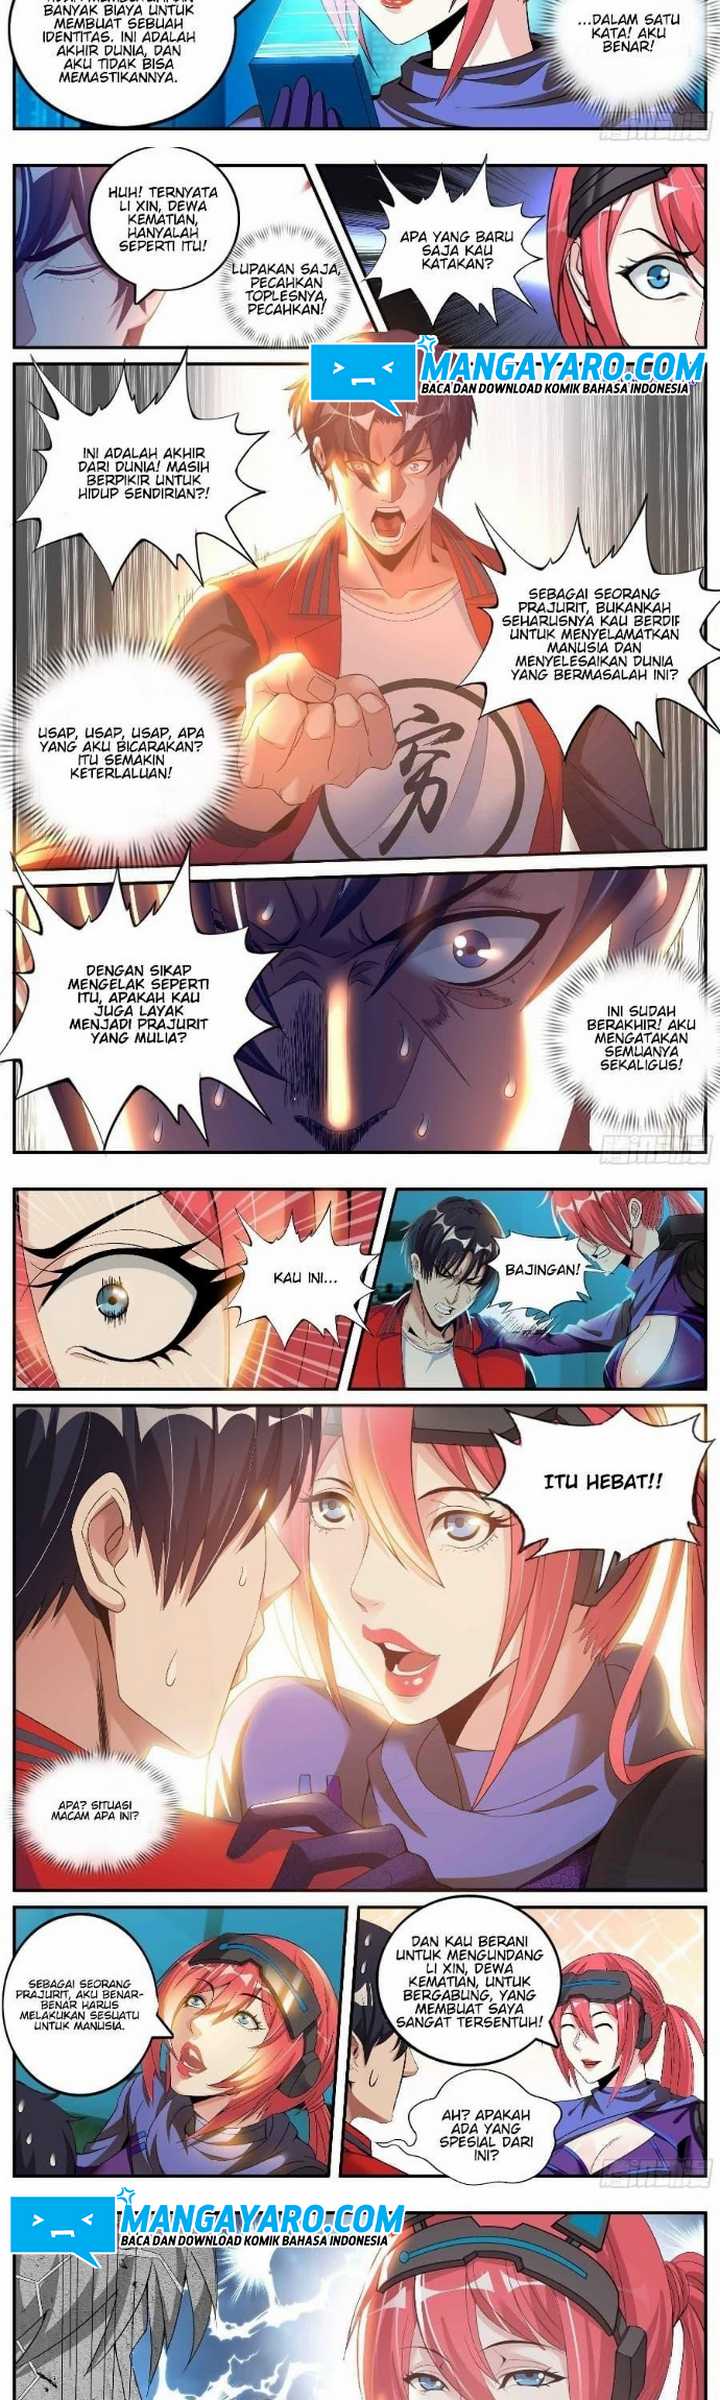 BANYAK BIAYA UNTUK
MEMBUAT SEBUAH
IDENTITAS. INI ADALAH
AKHIR DUNIA, DAN
AKU TIDAK BISA
MEMASTIKANNYA.
...DALAM SATU
KATA! AKU
BENAR!
HUH! TERNYATA
LI XIN, DEWA
KEMATIAN,
HANYALAH
SEPERTI ITU!
LUPAKAN SAJA,
PECAHKAN
TOPLESNYA,
PECAHKAN!
APA YANG BARU
SAJA KAU
KATAKAN?
MANGAYARO.COM
BACA DAN DOWNLOAD KOMIK BAHASA INDONESIA
INI ADALAH AKHIR
DARI DUNIA! MASIH
BERPIKIR UNTUK
HIDUP SENDIRIAN?!
SEBAGAI SEORANG
PRAJURIT, BUKANKAH
SEHARUSNYA KAU BERDIR
UNTUK MENYELAMATKAN
MANUSIA DAN
MENYELESAIKAN DUNIA
YANG BERMASALAH INI?
USAP, USAP, USAP, APA
YANG AKU BICARAKAN?
ITU SEMAKIN
KETERLALUAN!
穷
DENGAN SIKAP
MENGELAK SEPERTI
ITU, APAKAH KAU
JUGA LAYAK
MENJADI PRAJURIT
YANG MULIA?
INI SUDAH
BERAKHIR! AKU
MENGATAKAN
SEMUANYA
SEKALIGUS!
KAU INI...
BAJINGAN!
ITU HEBAT!!
APA? SITUASI
MACAM APA INI?
SEBAGAI SEORANG
PRAJURIT, AKU BENAR-
BENAR HARUS
MELAKUKAN SESUATU
UNTUK MANUSIA.
DAN KAU BERANI
UNTUK MENGUNDANG
LI XIN, DEWA
KEMATIAN, UNTUK
BERGABUNG, YANG
MEMBUAT SAYA
SANGAT TERSENTUH!
AH? APAKAH
ADA YANG
SPESIAL DARI
INI?
MANGAYARO.COM
BACA DAN DOWNLOAD KOMIK BAHASA INDONESIA